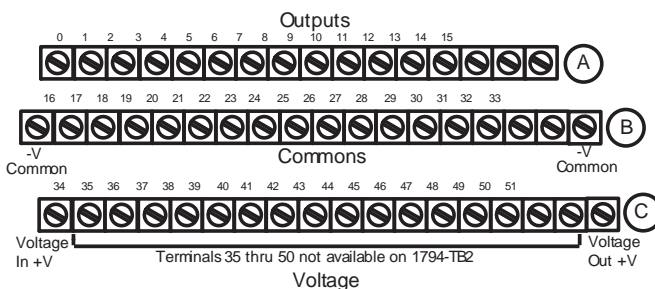 Outputs
0 1 2 3 4 5 6 7 8 9 10 11 12 13 14 15
A
16 17 18 19 20 21 22 23 24 25 26 27 28 29 30 31 32 33
B
-V
Common
Commons
-V
Common
34 35 36 37 38 39 40 41 42 43 44 45 46 47 48 49 50 51
C
Voltage
In +V
Terminals 35 thru 50 not available on 1794-TB2
Voltage
Out +V
Voltage